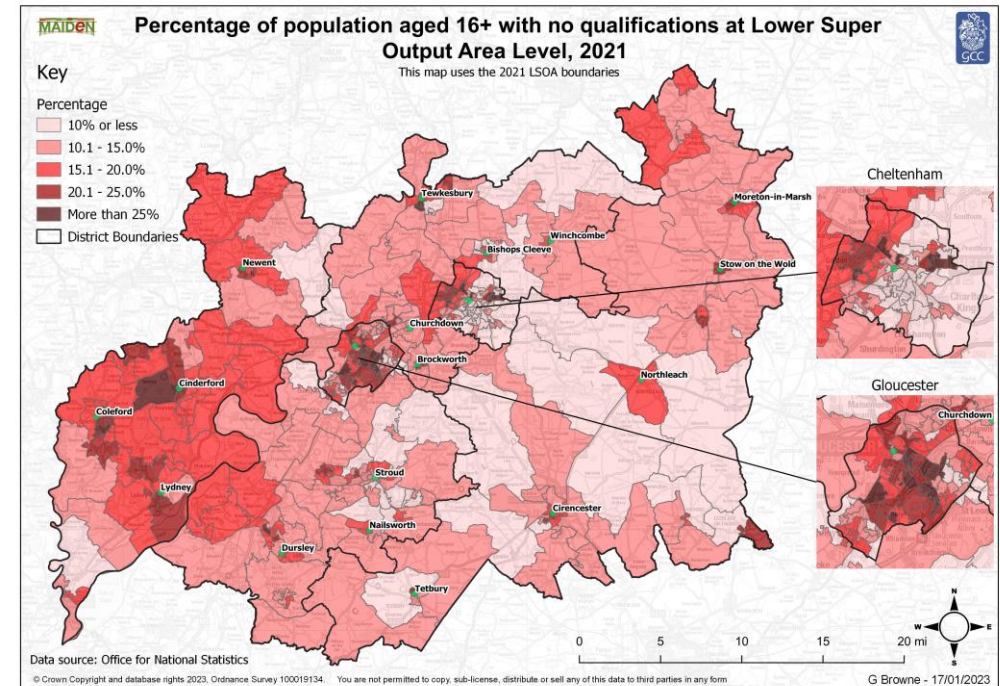 MAIDeN
Percentage of population aged 16+ with no qualifications at Lower Super
Output Area Level, 2021
This map uses the 2021 LSOA boundaries
GCC
Key
Percentage
10% or less
10.1 - 15.0%
15.1 - 20.0%
20.1 - 25.0%
More than 25%
District Boundaries
Tewkesbury
Moreton-in-Marsh
Winchcombe
Bishops Cleeve
Newent
Stow on the Wold
Churchdown
Brockworth
Cinderford
Northleach
Coleford
Stroud
Lydney
Cirencester
Nailsworth
Dursley
Tetbury
Cheltenham
Gloucester
Churchdown
N
W E
S
0 5 10 15 20 mi
Data source: Office for National Statistics
© Crown Copyright and database rights 2023, Ordnance Survey 100019134. You are not permitted to copy, sub-license, distribute or sell any of this data to third parties in any form
G Browne - 17/01/2023